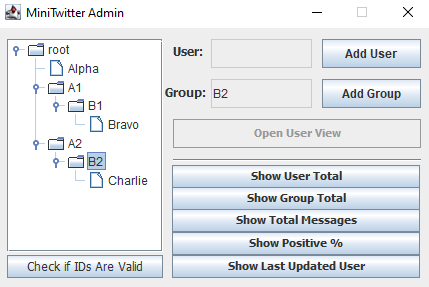 MiniTwitter Admin
root
Alpha
A1
B1
Bravo
A2
B2
Charlie
Check if IDs Are Valid
User:
Add User
Group: B2
Add Group
Open User View
Show User Total
Show Group Total
Show Total Messages
Show Positive %
Show Last Updated User